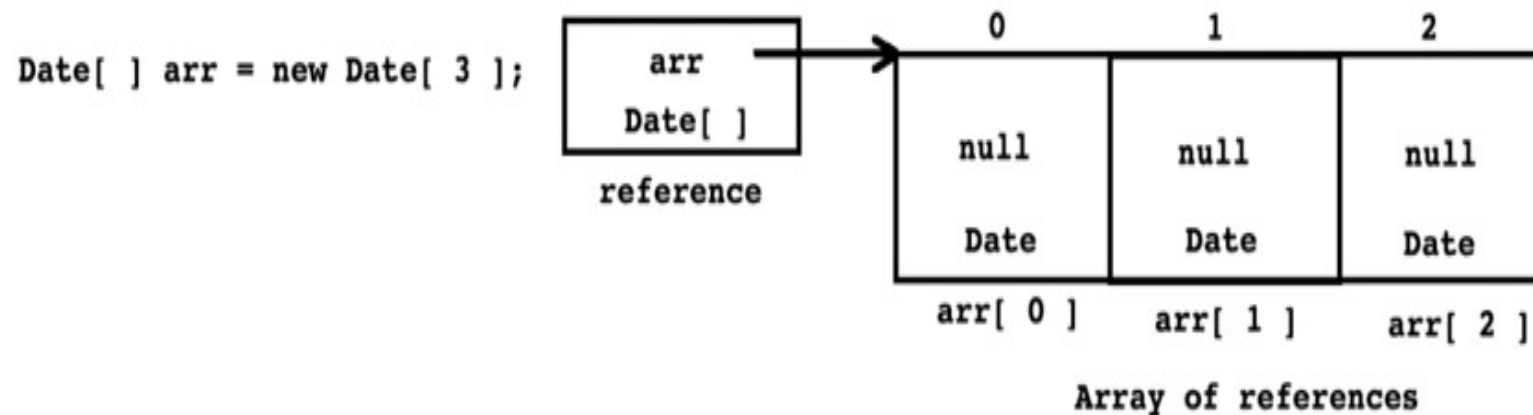 Date[ ] arr = new Date[ 3 ];
arr
Date[ ]
reference
0 1 2
null null null
Date Date Date
arr[ 0 ] arr[ 1 ] arr[ 2 ]
Array of references